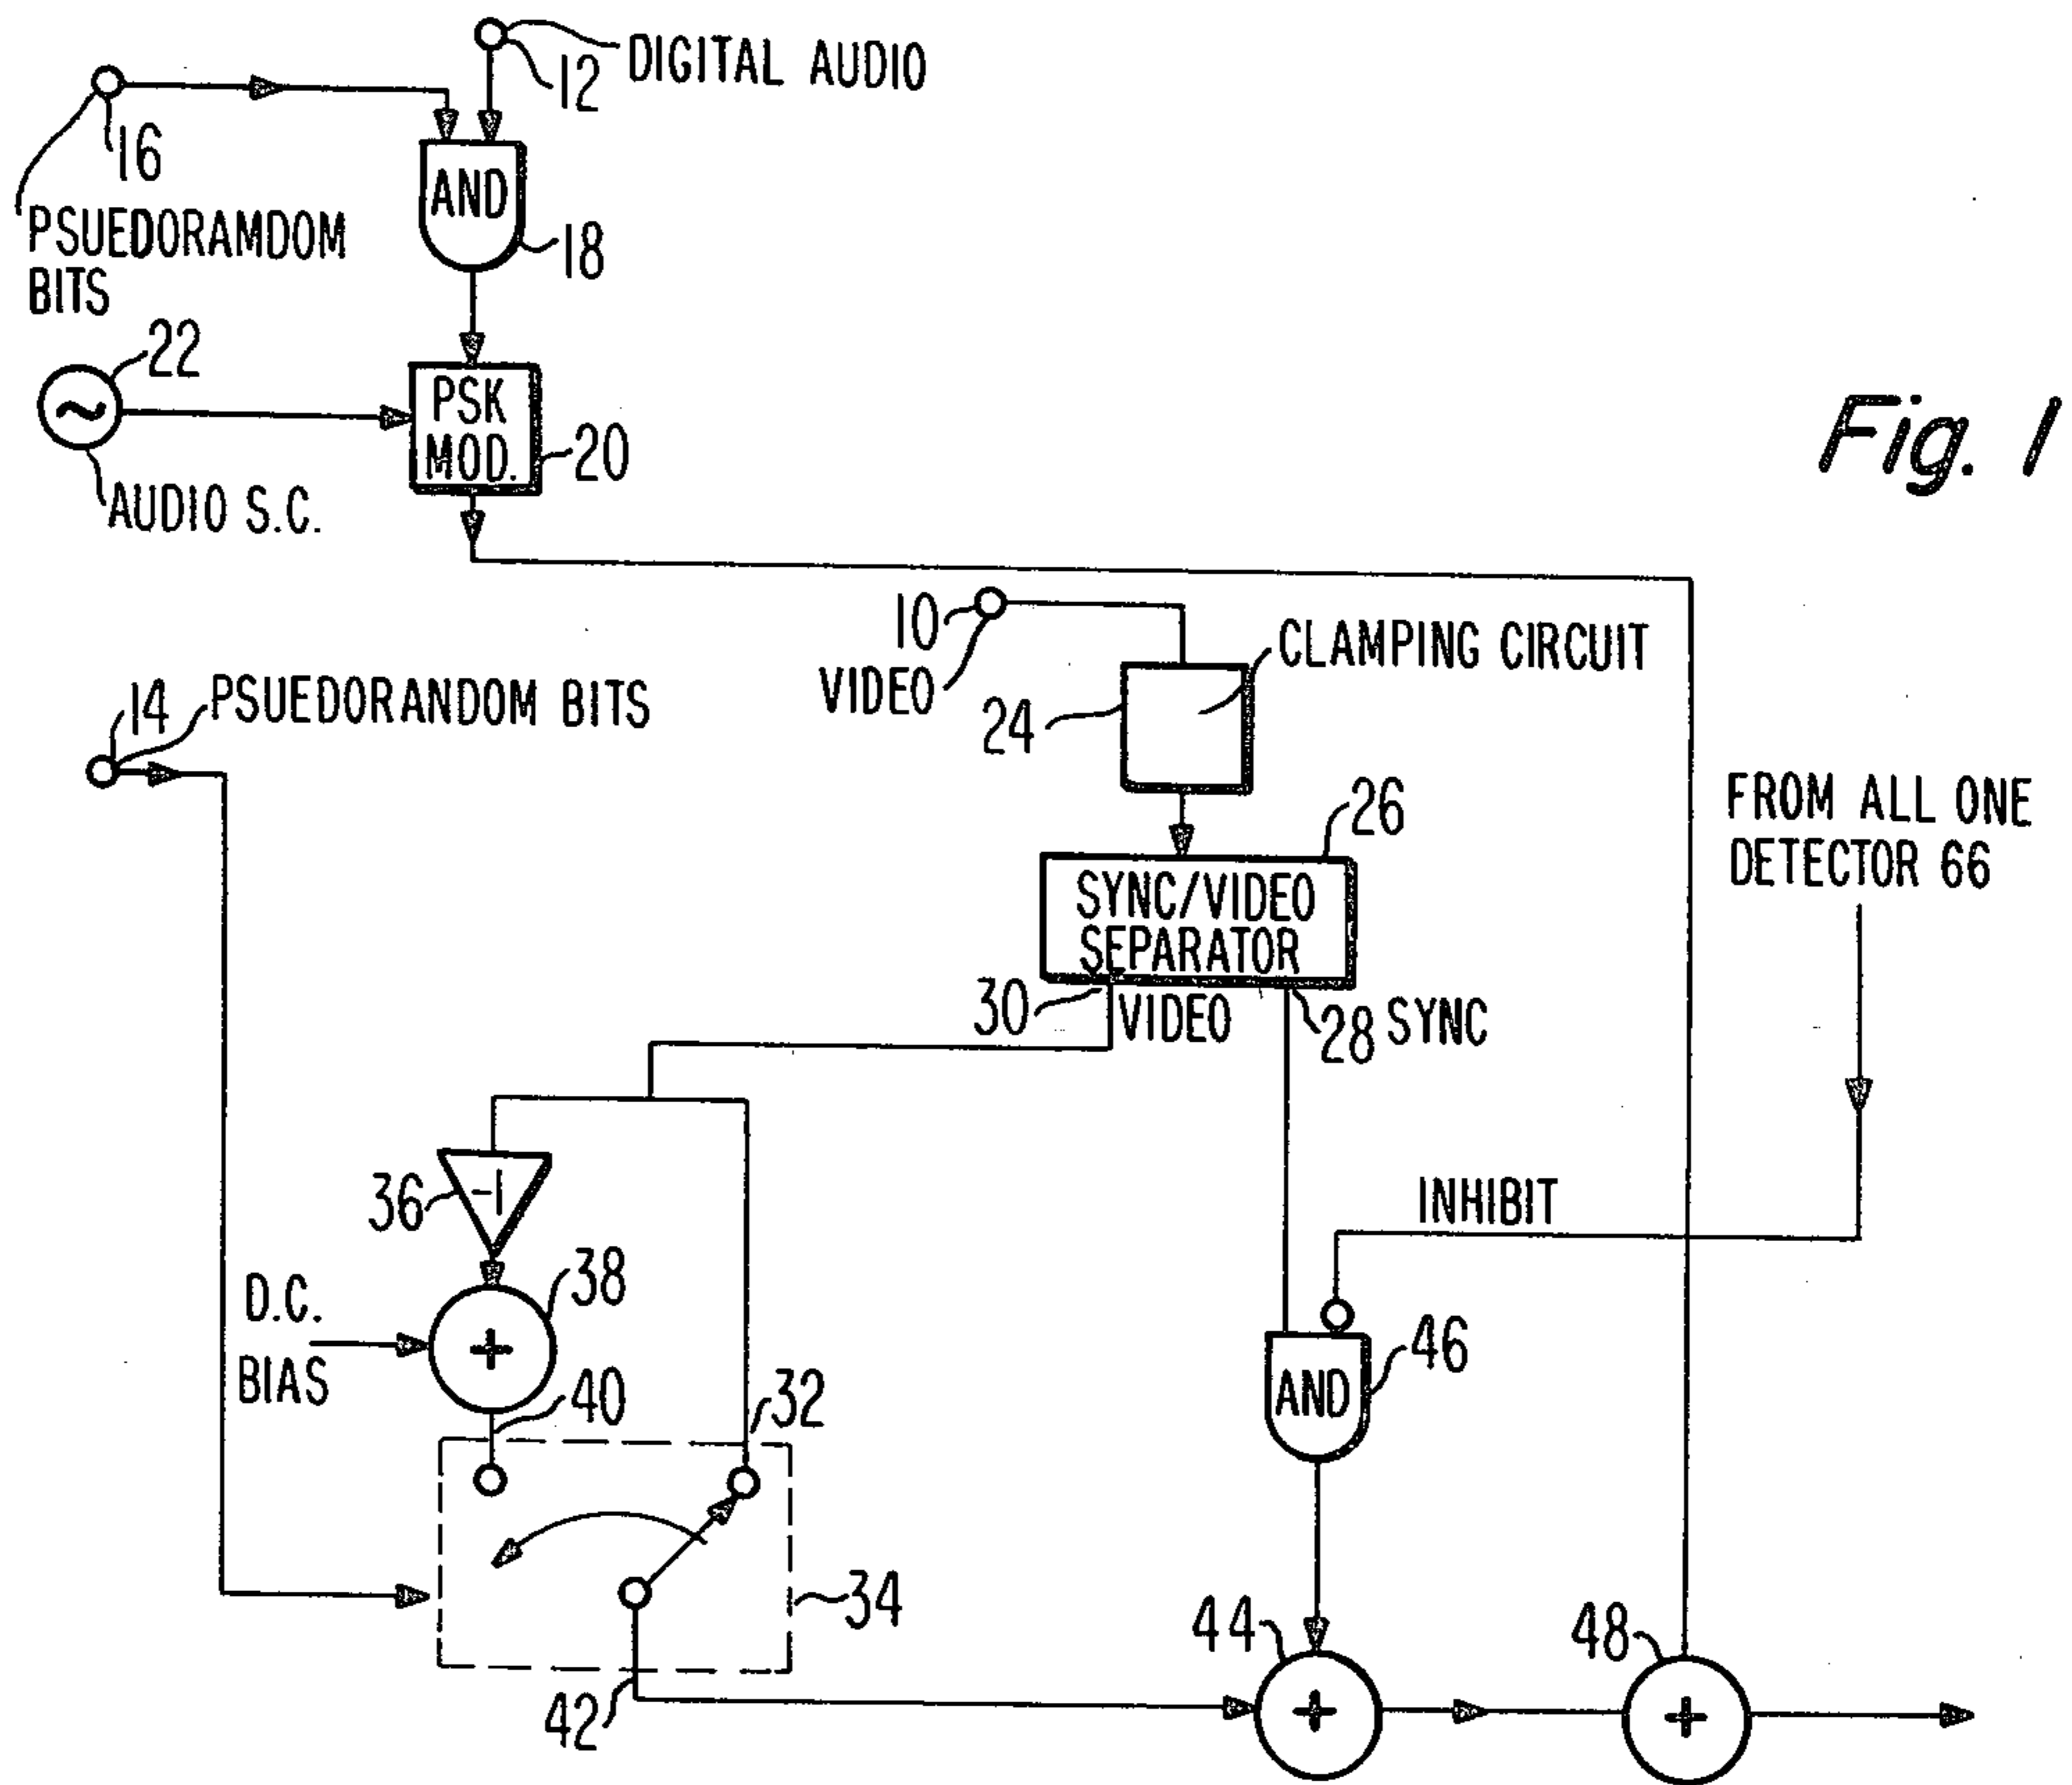 12 DIGITAL AUDIO
16
PSUEDORAMDOM
BITS
AND
18
22
PSK
MOD.
20
AUDIO S.C.
Fig. 1
10
VIDEO
CLAMPING CIRCUIT
24
14 PSUEDORANDOM BITS
FROM ALL ONE
DETECTOR 66
26
SYNC/VIDEO
SEPARATOR
30 VIDEO
28 SYNC
36
-1
INHIBIT
38
D.C.
BIAS
+
40
32
AND
46
34
42
44
+
48
+